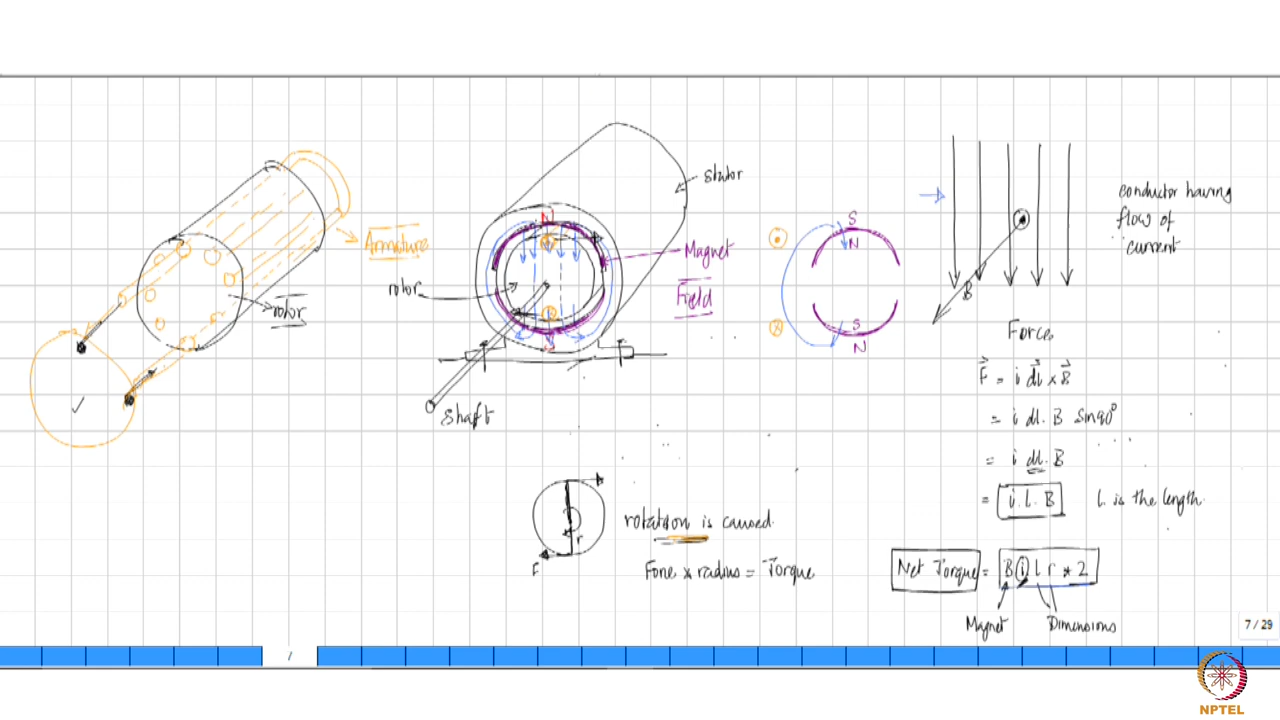 Armature
rotor
N
stator
Magnet
Field
rotor
shaft
S
N
S
N
conductor having
flow of
current
B
Force
F = i dl × B
= i dl. B sin90°
= i dl. B
= i. l. B L is the length
r
F
rotation is caused
Force × radius = Torque
Net Torque = B i l r * 2
Magnet Dimensions
7 / 29
NPTEL